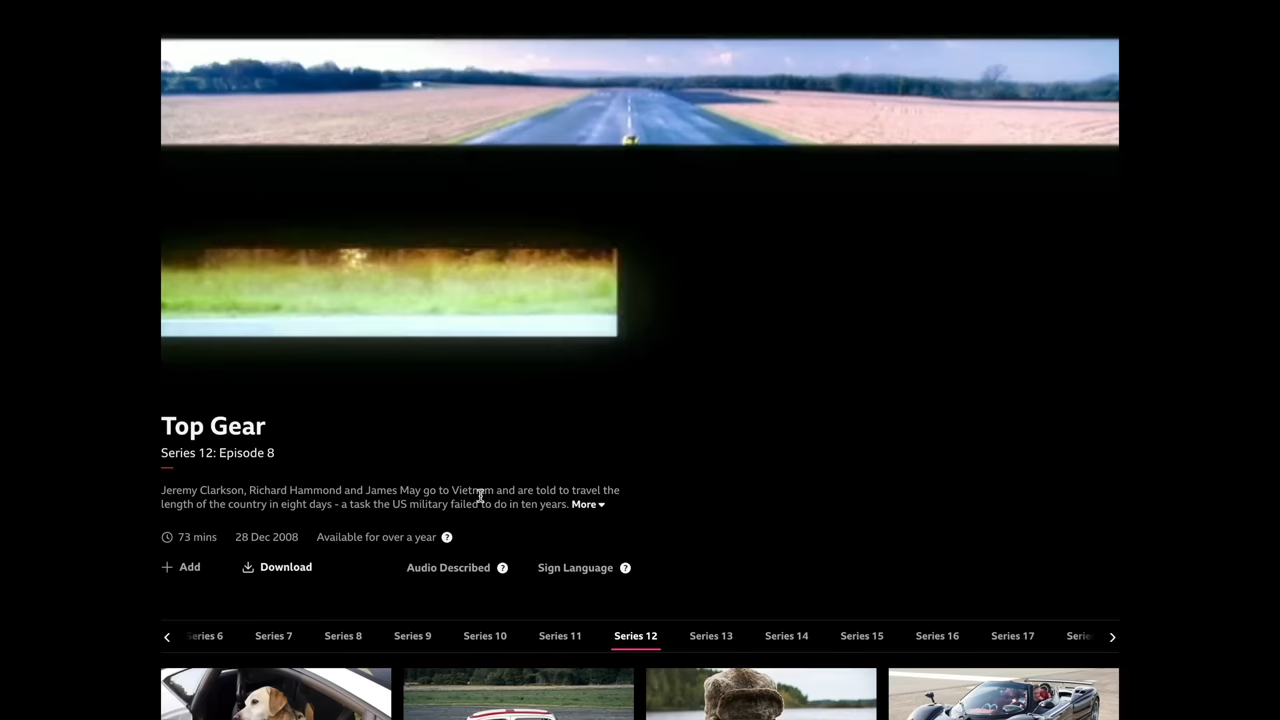 Top Gear
Series 12: Episode 8
Jeremy Clarkson, Richard Hammond and James May go to Vietnam and are told to travel the
length of the country in eight days - a task the US military failed to do in ten years. More
73 mins 28 Dec 2008 Available for over a year ?
Add Download Audio Described ? Sign Language ?
Series 6 Series 7 Series 8 Series 9 Series 10 Series 11 Series 12 Series 13 Series 14 Series 15 Series 16 Series 17 Serie